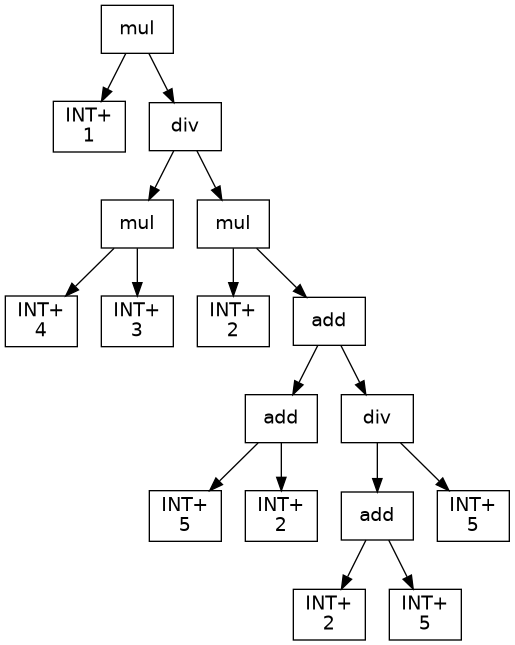 mul
INT+
1
div
mul
mul
INT+
4
INT+
3
INT+
2
add
add
div
INT+
5
INT+
2
add
INT+
5
INT+
2
INT+
5